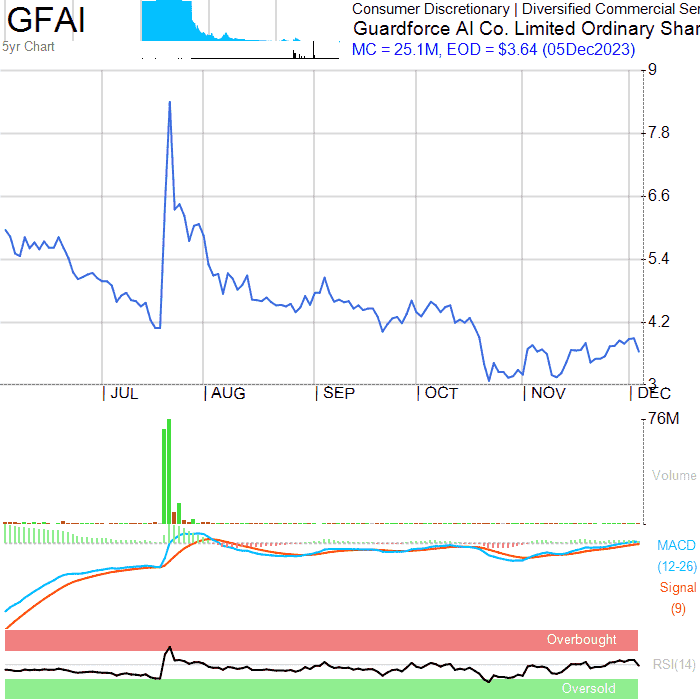 GFAI
5yr Chart
Consumer Discretionary | Diversified Commercial Ser
Guardforce AI Co. Limited Ordinary Shar
MC = 25.1M, EOD = $3.64 (05Dec2023)
9
7.8
6.6
5.4
4.2
3
JUL AUG SEP OCT NOV DEC
76M
Volume
MACD
(12-26)
Signal
(9)
Overbought
RSI(14)
Oversold